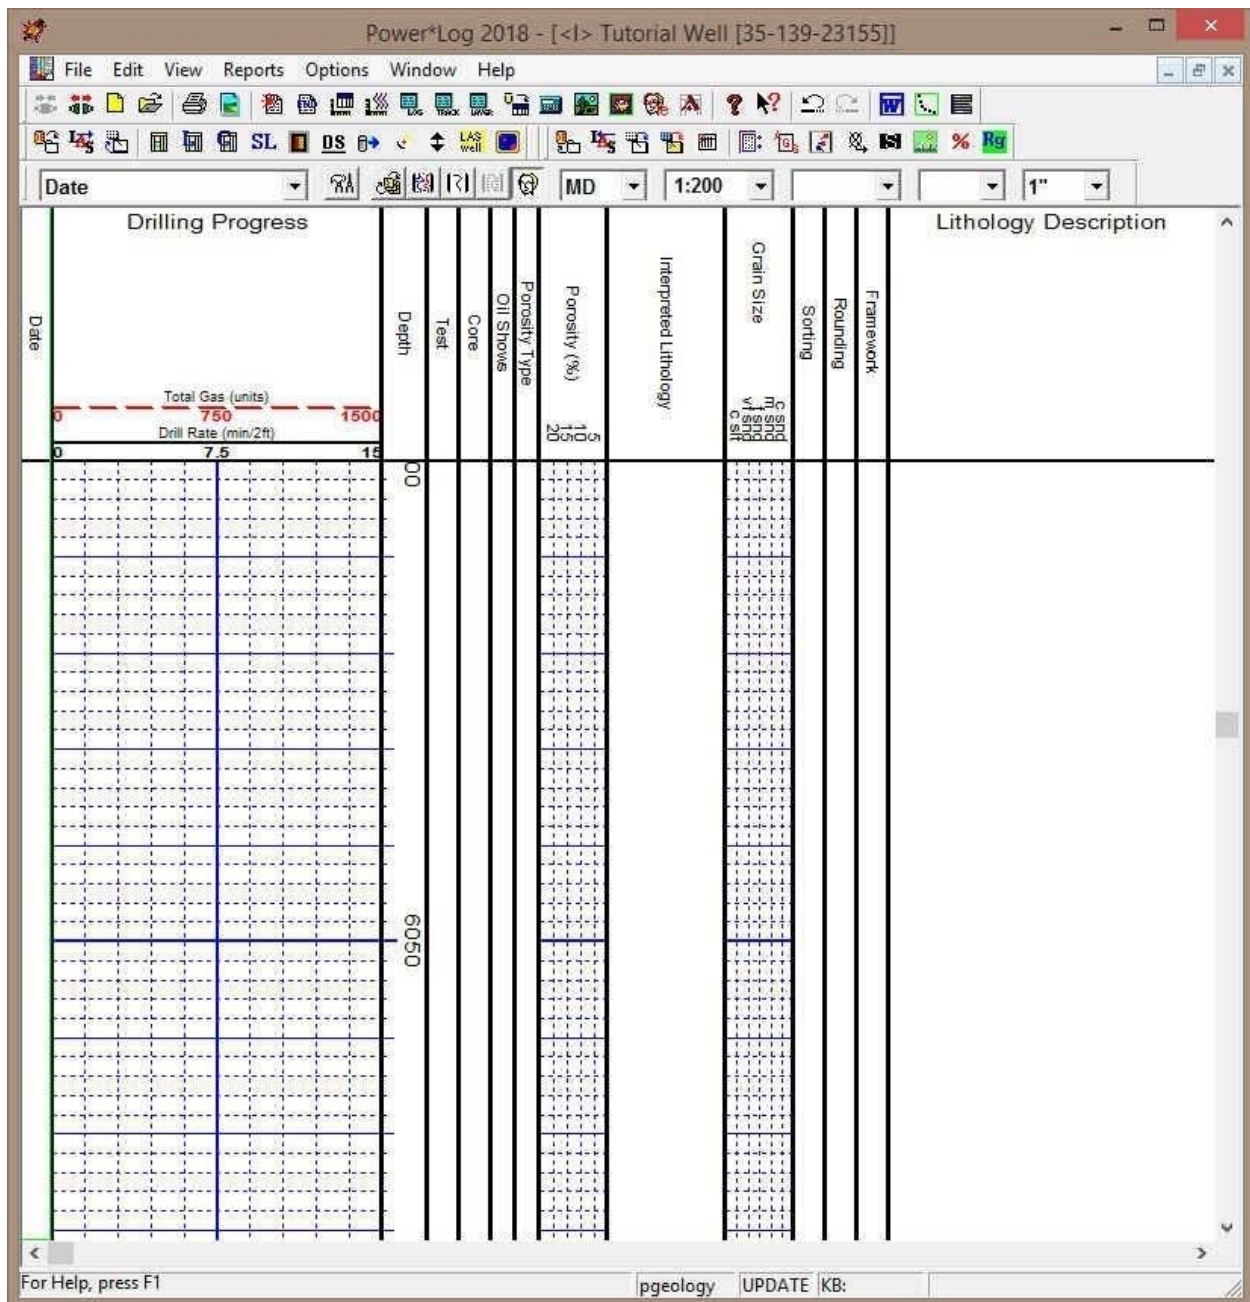 Power*Log 2018 - [<I> Tutorial Well [35-139-23155]]
File Edit View Reports Options Window Help
SL DS LAS well W % Rg
Date MD 1:200 1"
Drilling Progress
Lithology Description
Date
Depth
Test
Core
Oil Shows
Porosity Type
Porosity (%)
Interpreted Lithology
Grain Size
Sorting
Rounding
Framework
Total Gas (units)
0 750 1500
Drill Rate (min/2ft)
0 7.5 15
5
10
15
20
c snd
m snd
f snd
vf snd
c slt
00
6050
For Help, press F1 pgeology UPDATE KB: